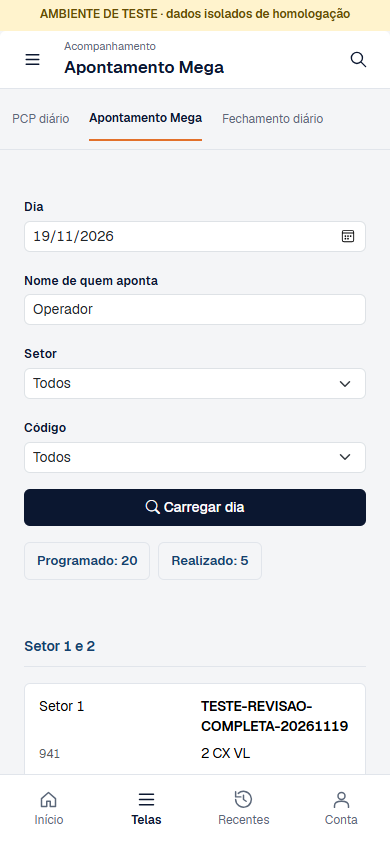 AMBIENTE DE TESTE · dados isolados de homologação
Acompanhamento
Apontamento Mega
PCP diário Apontamento Mega Fechamento diário
Dia
19/11/2026
Nome de quem aponta
Operador
Setor
Todos
Código
Todos
Carregar dia
Programado: 20 Realizado: 5
Setor 1 e 2
Setor 1 TESTE-REVISAO-
COMPLETA-20261119
941 2 CX VL
Início Telas Recentes Conta